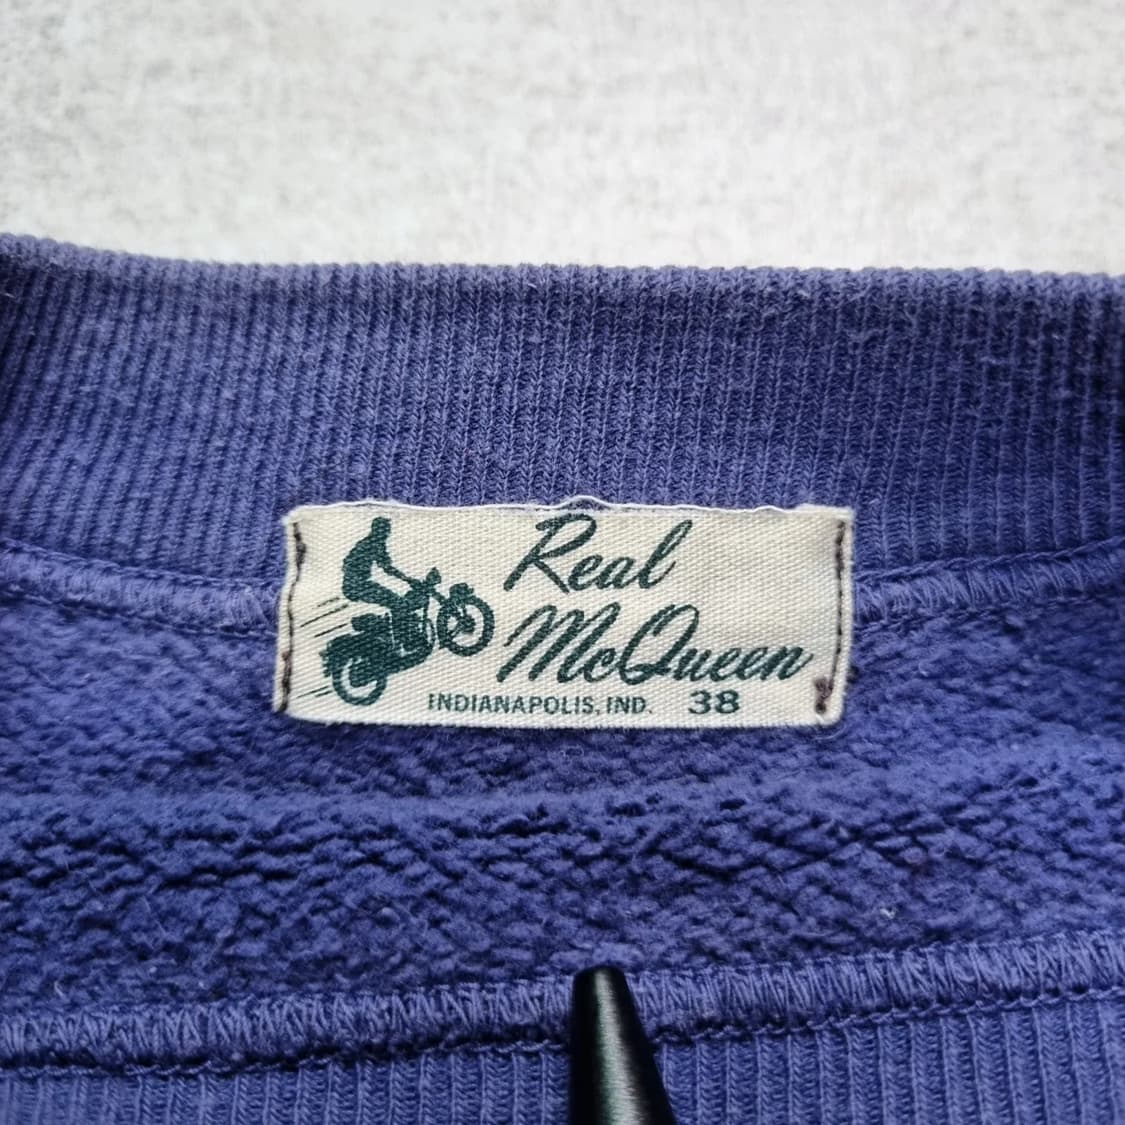 Real
McQueen
INDIANAPOLIS, IND. 38